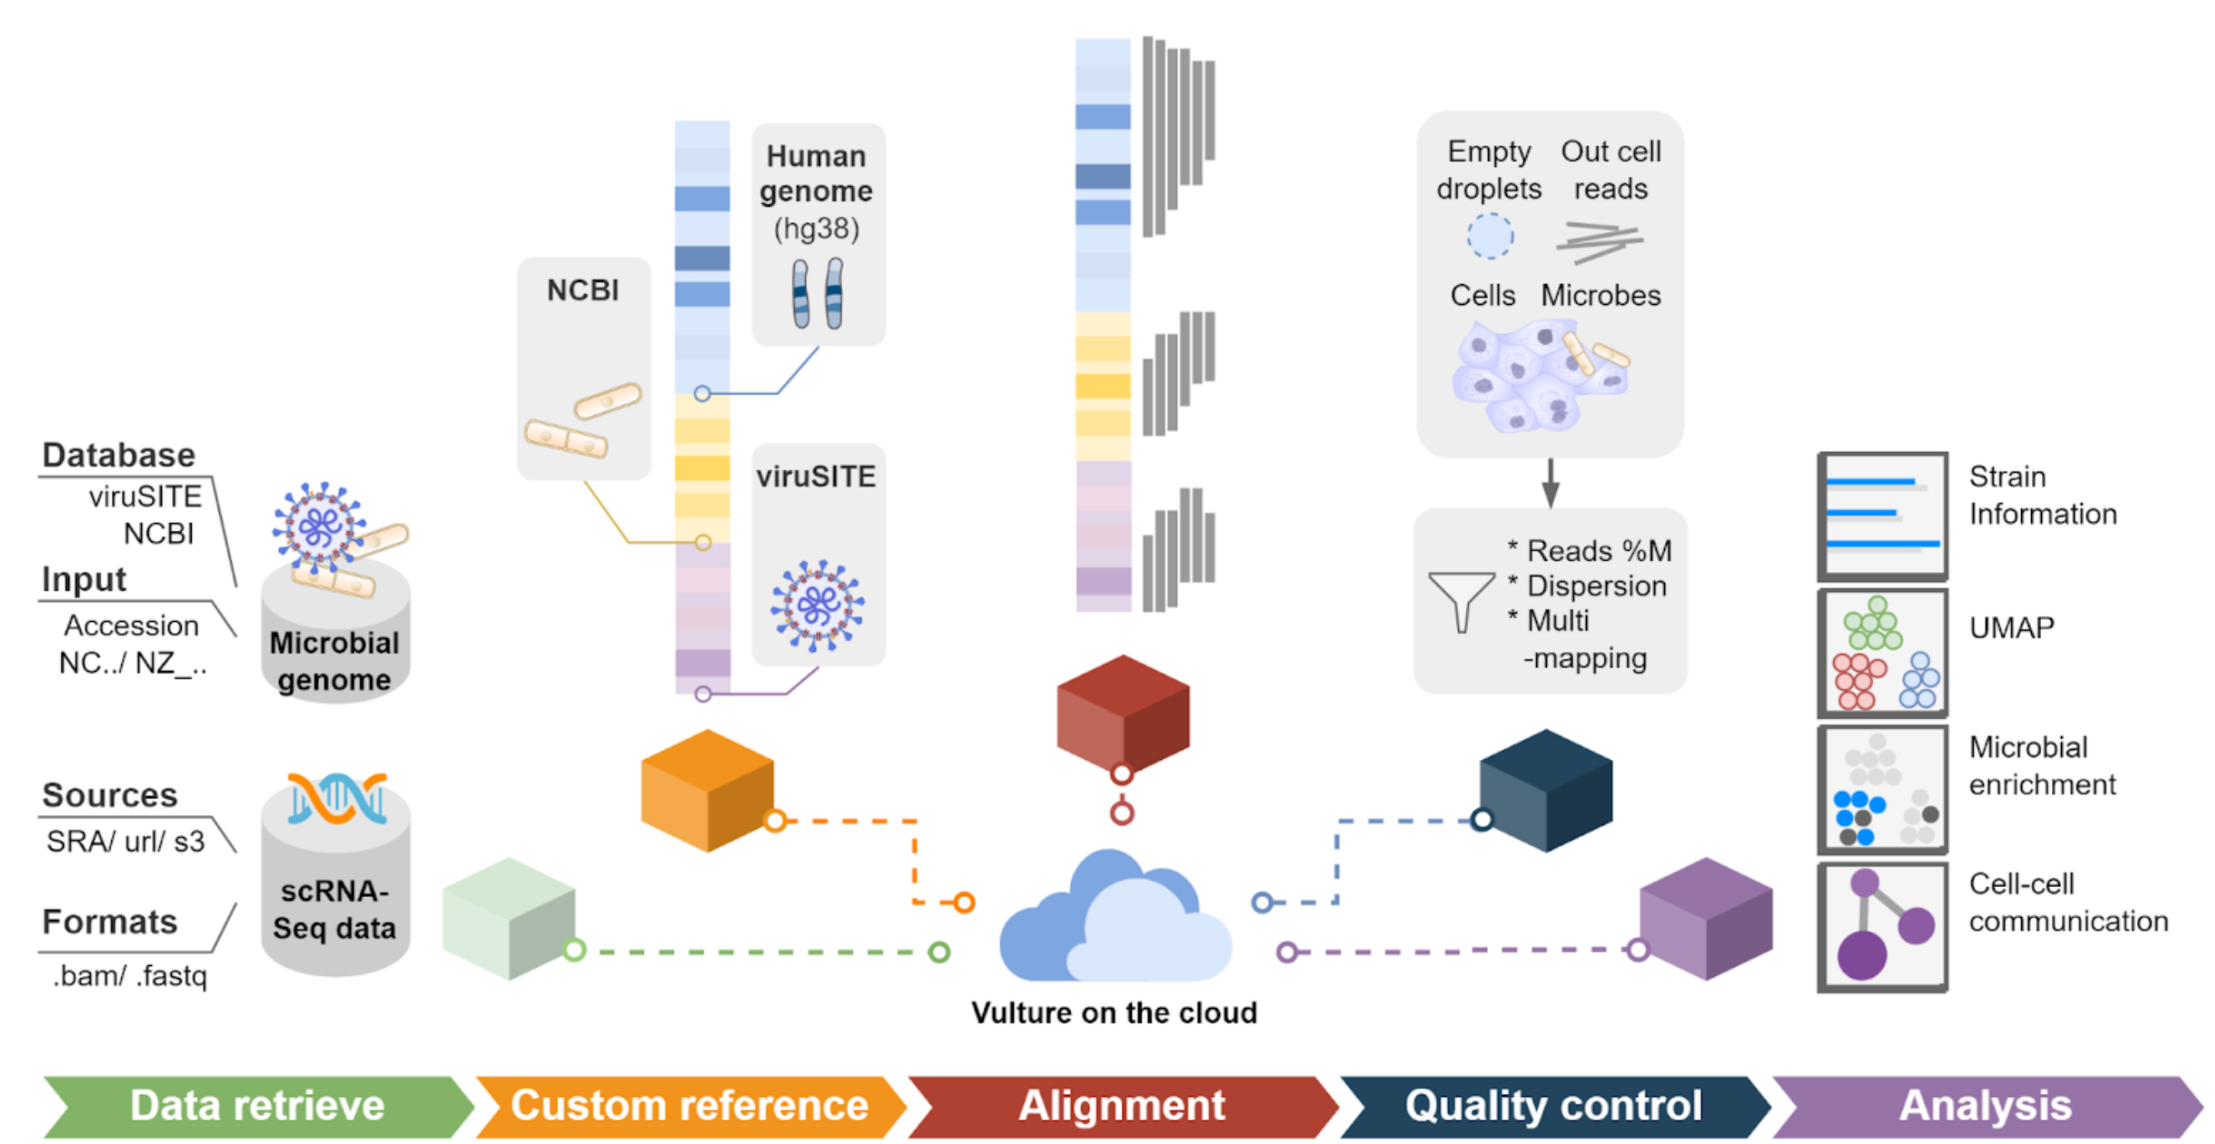 Database
viruSITE
NCBI
Input
Accession
NC../ NZ_..
Microbial
genome
Sources
SRA/ url/ s3
Formats
.bam/ .fastq
scRNA-
Seq data
NCBI
Human
genome
(hg38)
viruSITE
Empty
droplets
Out cell
reads
Cells
Microbes
* Reads %M
* Dispersion
* Multi
-mapping
Strain
Information
UMAP
Microbial
enrichment
Cell-cell
communication
Vulture on the cloud
Data retrieve
Custom reference
Alignment
Quality control
Analysis